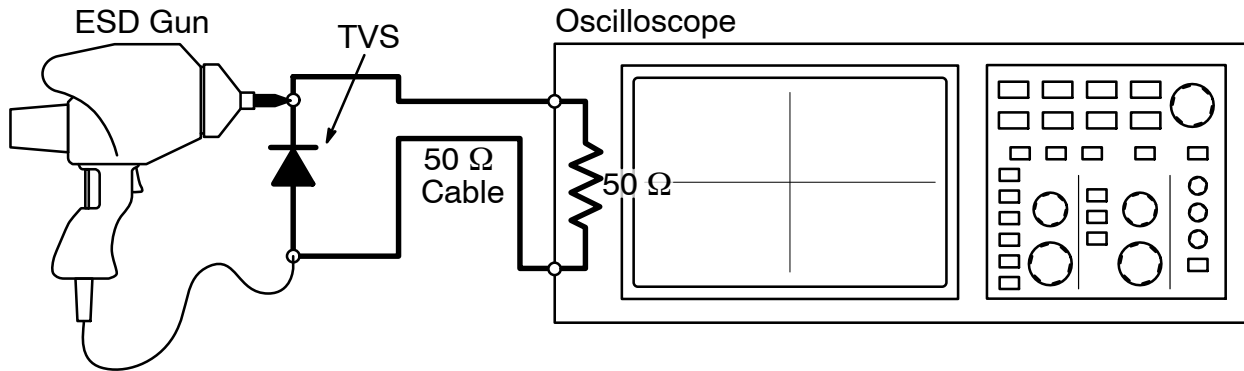 ESD Gun
TVS
Oscilloscope
50 Ω
Cable
50 Ω